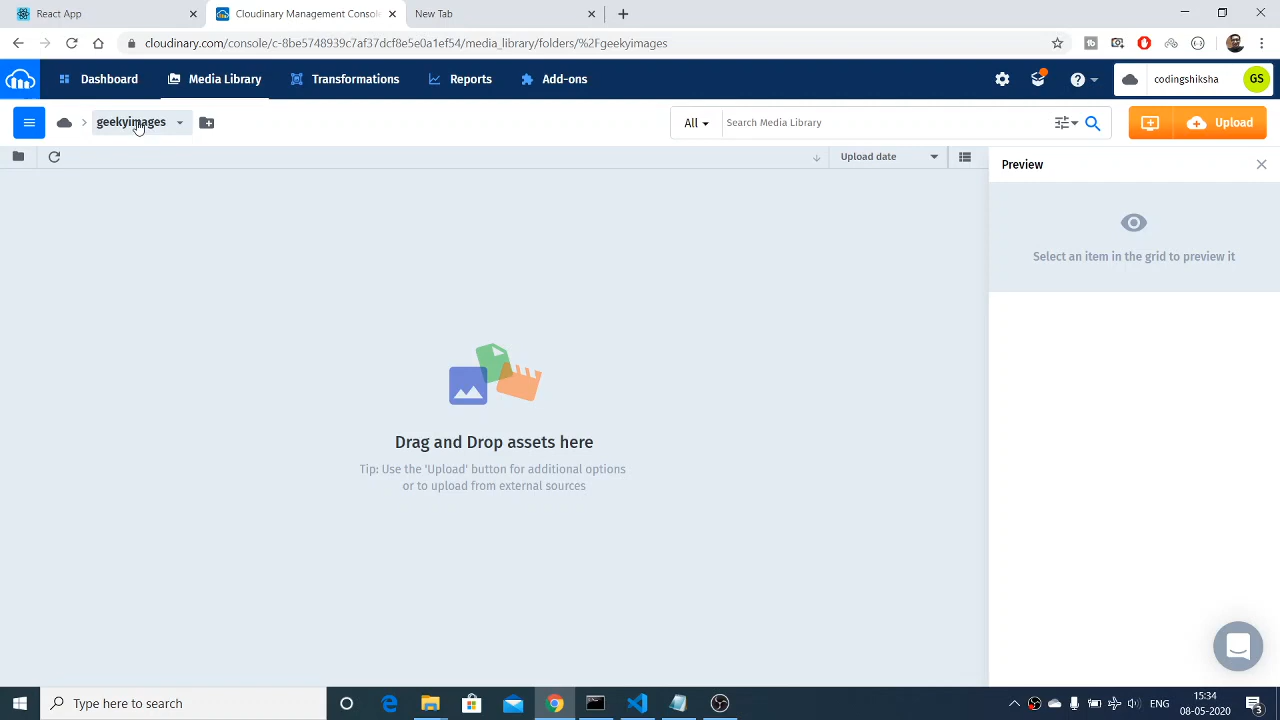 React App
Cloudinary Management Consol
New Tab
cloudinary.com/console/c-8be5748939c7af37dcf8e5e0a1ef54/media_library/folders/%2Fgeekyimages
Dashboard
Media Library
Transformations
Reports
Add-ons
codingshiksha
GS
geekyimages
All
Search Media Library
Upload
Upload date
Preview
Select an item in the grid to preview it
Drag and Drop assets here
Tip: Use the 'Upload' button for additional options
or to upload from external sources
Type here to search
ENG
15:34
08-05-2020
3